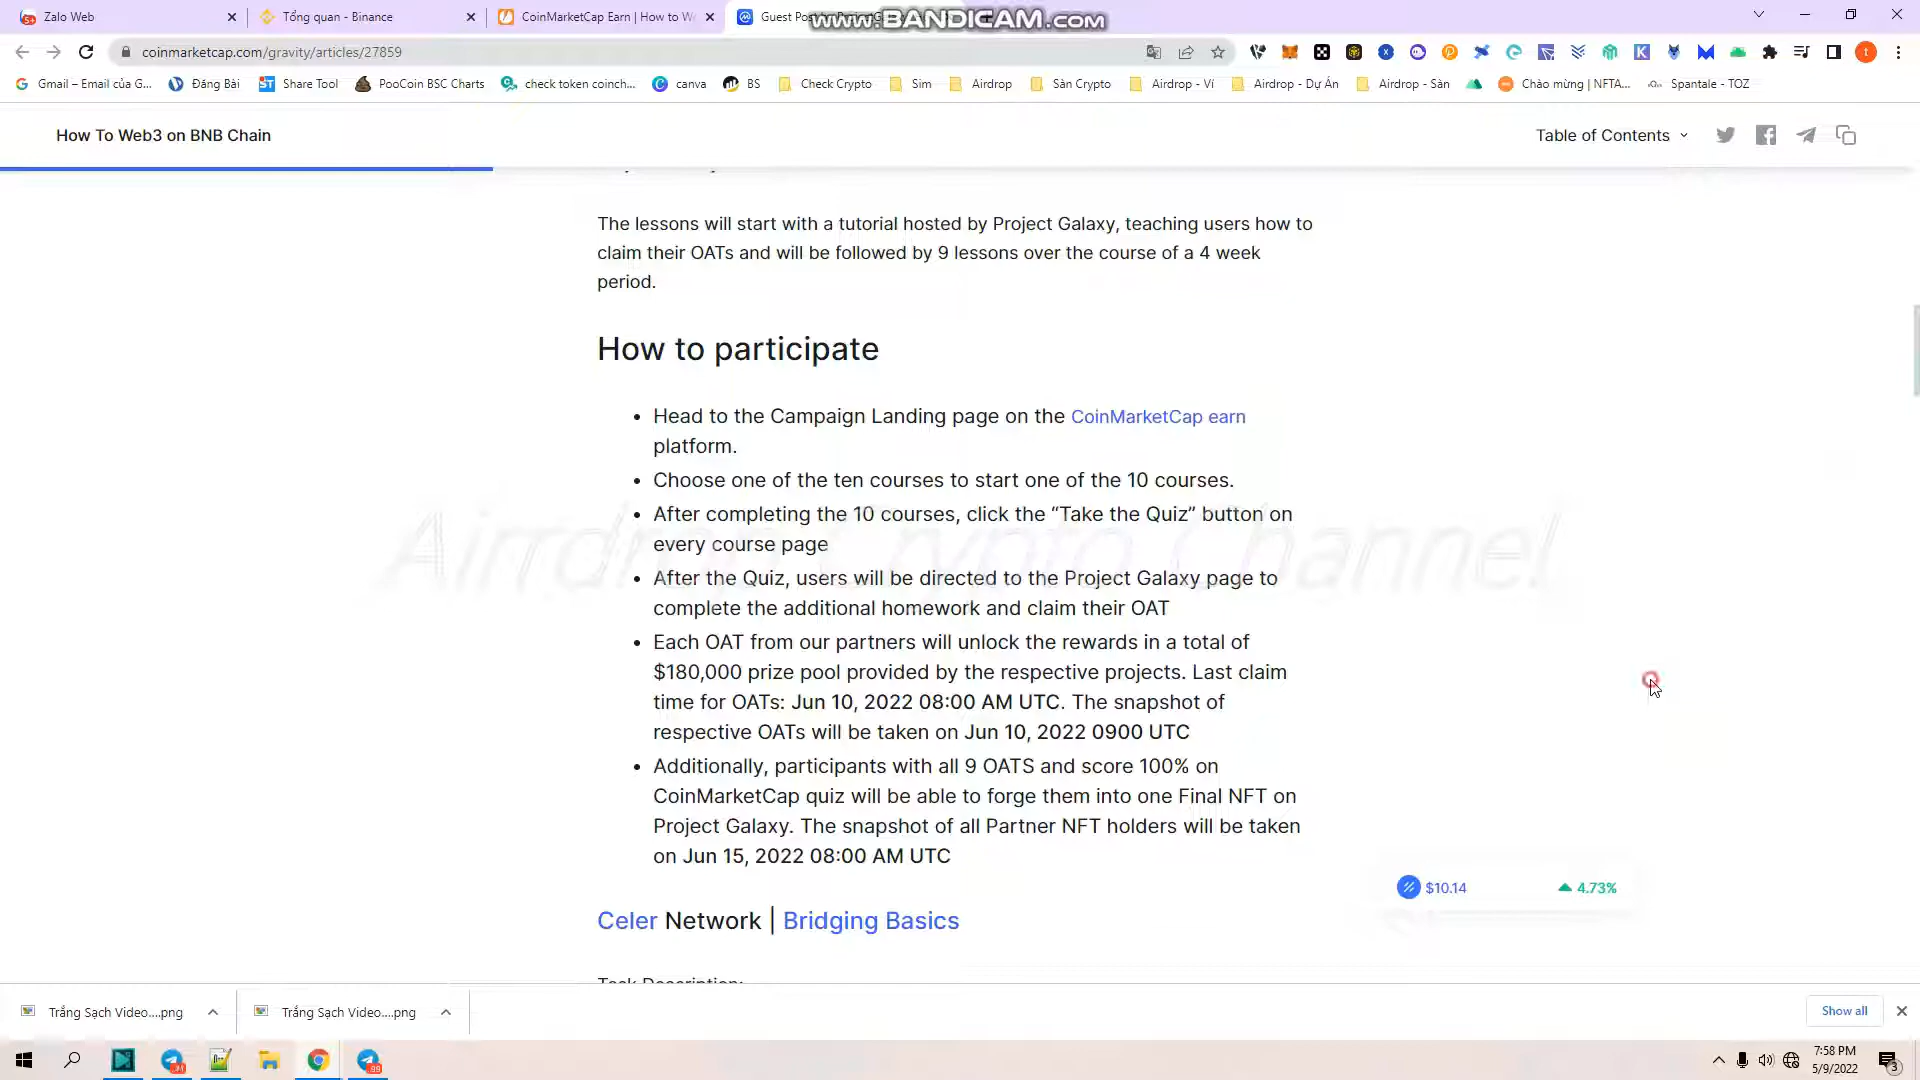 Zalo Web
Tổng quan - Binance
CoinMarketCap Earn | How to W
Guest Post
www.BANDICAM.com
coinmarketcap.com/gravity/articles/27859
Gmail – Email của G...
Đăng Bài
Share Tool
PooCoin BSC Charts
check token coinch...
canva
BS
Check Crypto
Sim
Airdrop
Sàn Crypto
Airdrop - Ví
Airdrop - Dự Án
Airdrop - Sàn
Chào mừng | NFTA...
Spantale - TOZ
How To Web3 on BNB Chain
Table of Contents
The lessons will start with a tutorial hosted by Project Galaxy, teaching users how to
claim their OATs and will be followed by 9 lessons over the course of a 4 week
period.
How to participate
• Head to the Campaign Landing page on the CoinMarketCap earn
platform.
• Choose one of the ten courses to start one of the 10 courses.
• After completing the 10 courses, click the “Take the Quiz” button on
every course page
• After the Quiz, users will be directed to the Project Galaxy page to
complete the additional homework and claim their OAT
• Each OAT from our partners will unlock the rewards in a total of
$180,000 prize pool provided by the respective projects. Last claim
time for OATs: Jun 10, 2022 08:00 AM UTC. The snapshot of
respective OATs will be taken on Jun 10, 2022 0900 UTC
• Additionally, participants with all 9 OATS and score 100% on
CoinMarketCap quiz will be able to forge them into one Final NFT on
Project Galaxy. The snapshot of all Partner NFT holders will be taken
on Jun 15, 2022 08:00 AM UTC
Airrdrop Crypto Channel
$10.14
4.73%
Celer Network | Bridging Basics
Task Description:
Trắng Sạch Video....png
Trắng Sạch Video....png
Show all
7:58 PM
5/9/2022
3